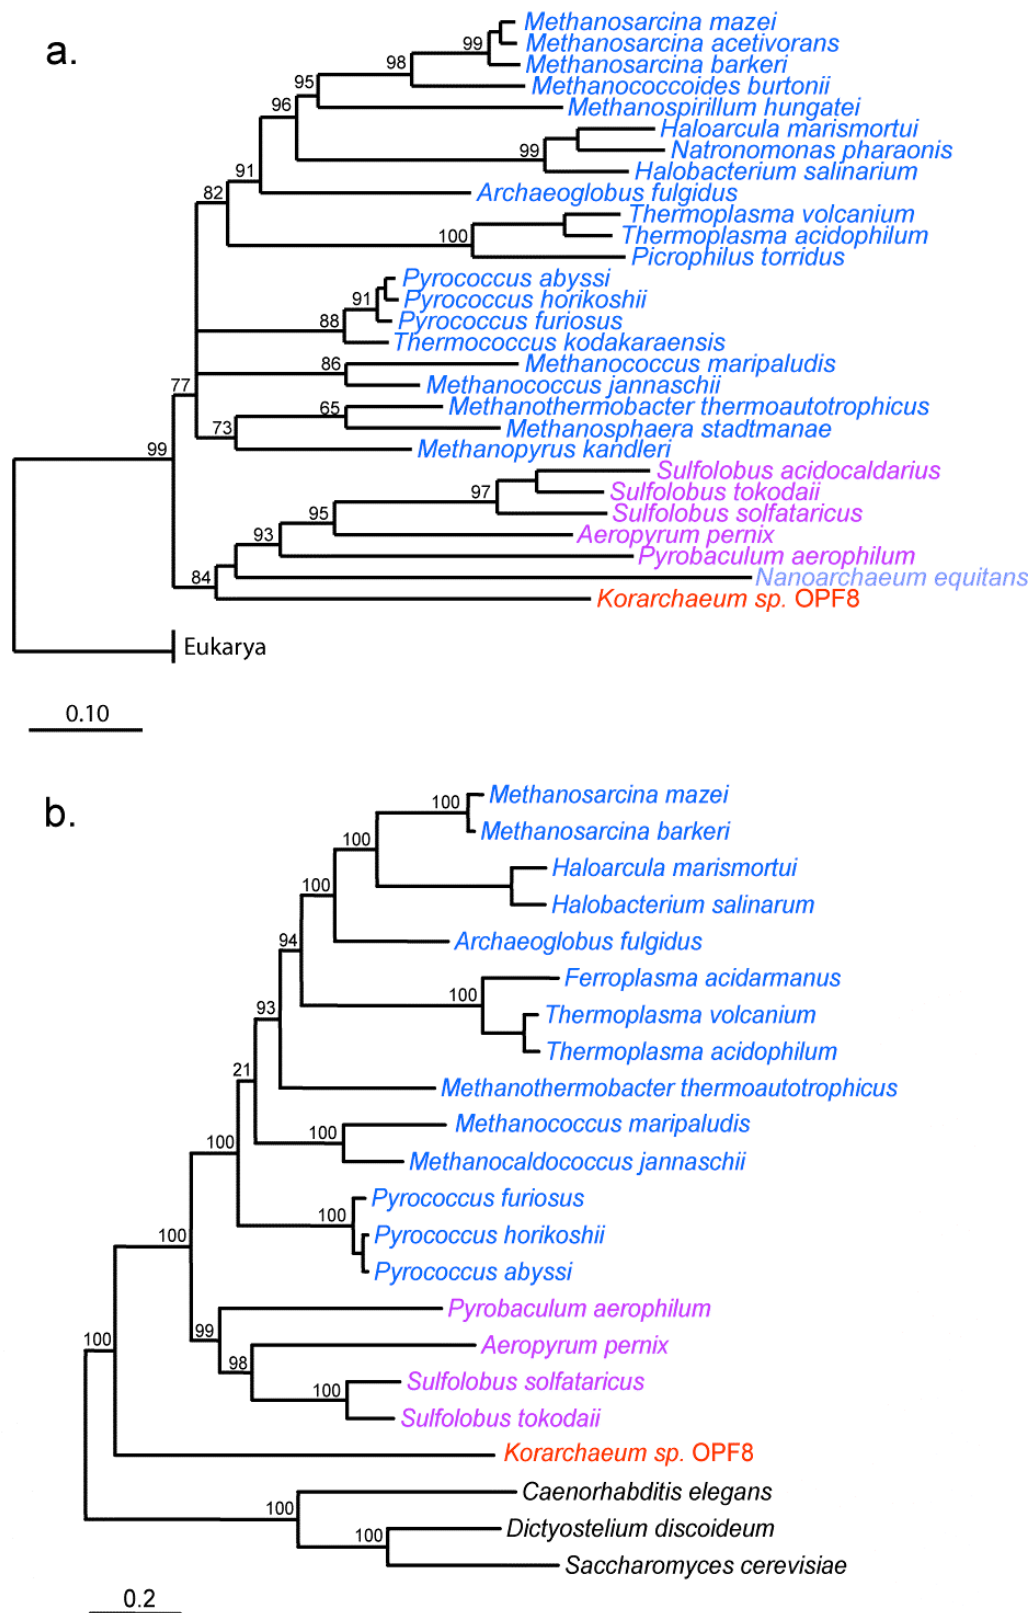 a.
Methanosarcina mazei
99
Methanosarcina acetivorans
98
Methanosarcina barkeri
95
Methanococcoides burtonii
96
Methanospirillum hungatei
Haloarcula marismortui
99
Natronomonas pharaonis
91
Halobacterium salinarium
82
Archaeoglobus fulgidus
Thermoplasma volcanium
100
Thermoplasma acidophilum
Picrophilus torridus
Pyrococcus abyssi
91
Pyrococcus horikoshii
88
Pyrococcus furiosus
Thermococcus kodakaraensis
86
Methanococcus maripaludis
77
Methanococcus jannaschii
65
Methanothermobacter thermoautotrophicus
73
Methanosphaera stadtmanae
99
Methanopyrus kandleri
Sulfolobus acidocaldarius
97
Sulfolobus tokodaii
95
Sulfolobus solfataricus
93
Aeropyrum pernix
Pyrobaculum aerophilum
84
Nanoarchaeum equitans
Korarchaeum sp. OPF8
Eukarya
0.10
b.
100
Methanosarcina mazei
Methanosarcina barkeri
100
Haloarcula marismortui
100
Halobacterium salinarum
94
Archaeoglobus fulgidus
Ferroplasma acidarmanus
100
Thermoplasma volcanium
93
Thermoplasma acidophilum
21
Methanothermobacter thermoautotrophicus
Methanococcus maripaludis
100
100
Methanocaldococcus jannaschii
Pyrococcus furiosus
100
Pyrococcus horikoshii
100
Pyrococcus abyssi
Pyrobaculum aerophilum
99
100
Aeropyrum pernix
98
Sulfolobus solfataricus
100
Sulfolobus tokodaii
Korarchaeum sp. OPF8
Caenorhabditis elegans
100
Dictyostelium discoideum
100
Saccharomyces cerevisiae
0.2